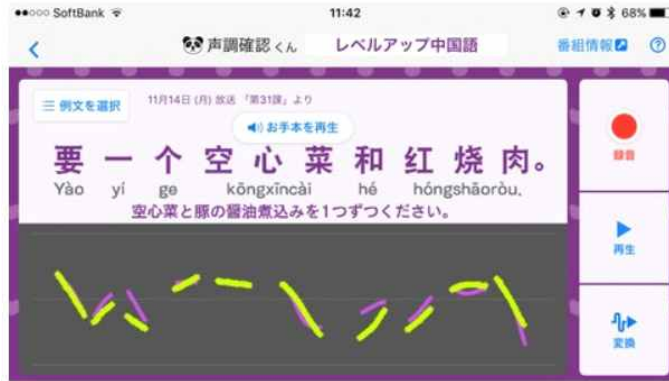 SoftBank 11:42 68%
声調確認くん レベルアップ中国語 番組情報
例文を選択 11月14日(月)放送「第31課」より
お手本を再生
要一个空心菜和红烧肉。
Yào yí ge kōngxīncài hé hóngshāoròu.
空心菜と豚の醤油煮込みを1つずつください。
録音
再生
変換